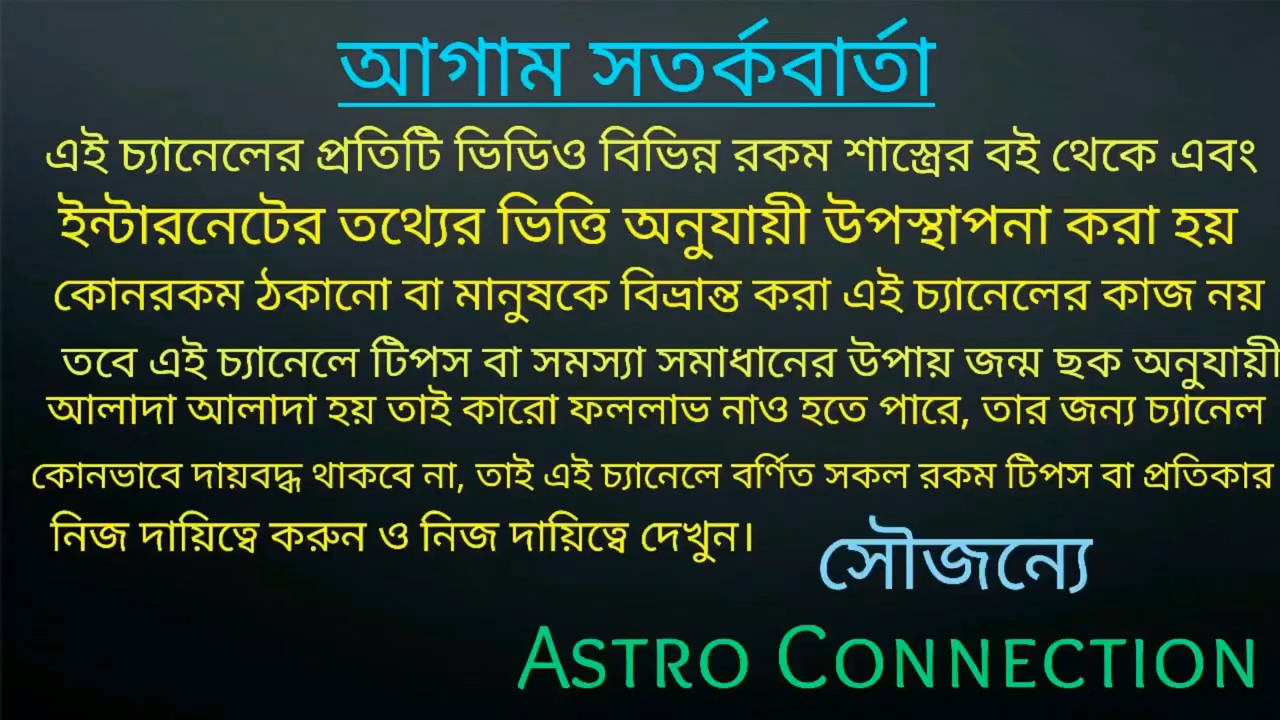 আগাম সতর্কবার্তা
এই চ্যানেলের প্রতিটি ভিডিও বিভিন্ন রকম শাস্ত্রের বই থেকে এবং
ইন্টারনেটের তথ্যের ভিত্তি অনুযায়ী উপস্থাপনা করা হয়
কোনরকম ঠকানো বা মানুষকে বিভ্রান্ত করা এই চ্যানেলের কাজ নয়
তবে এই চ্যানেলে টিপস বা সমস্যা সমাধানের উপায় জন্ম ছক অনুযায়ী
আলাদা আলাদা হয় তাই কারো ফললাভ নাও হতে পারে, তার জন্য চ্যানেল
কোনভাবে দায়বদ্ধ থাকবে না, তাই এই চ্যানেলে বর্ণিত সকল রকম টিপস বা প্রতিকার
নিজ দায়িত্বে করুন ও নিজ দায়িত্বে দেখুন।
সৌজন্যে
ASTRO CONNECTION